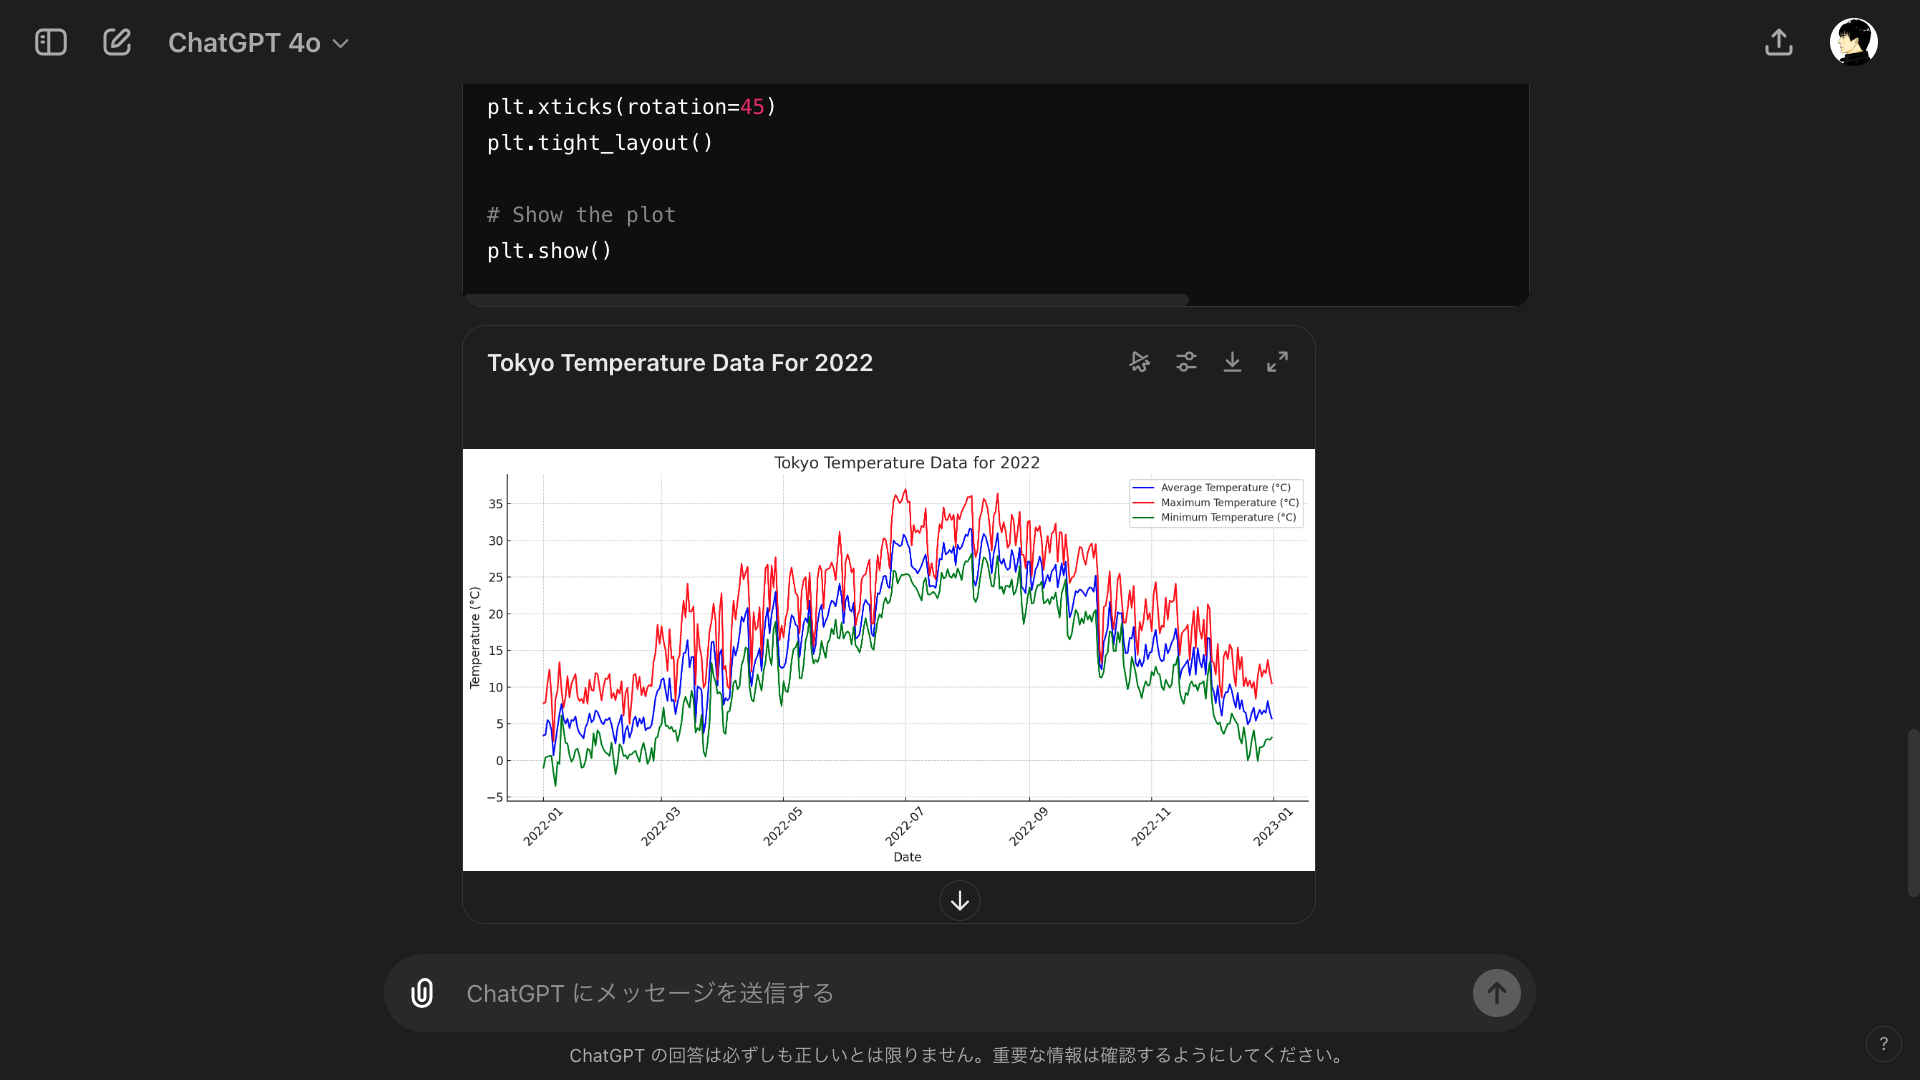 ChatGPT 4o
plt.xticks(rotation=45)
plt.tight_layout()
# Show the plot
plt.show()
Tokyo Temperature Data For 2022
Tokyo Temperature Data for 2022
Average Temperature (°C)
Maximum Temperature (°C)
Minimum Temperature (°C)
Temperature (°C)
35
30
25
20
15
10
5
0
−5
2022-01
2022-03
2022-05
2022-07
2022-09
2022-11
2023-01
Date
ChatGPT にメッセージを送信する
ChatGPT の回答は必ずしも正しいとは限りません。重要な情報は確認するようにしてください。
?